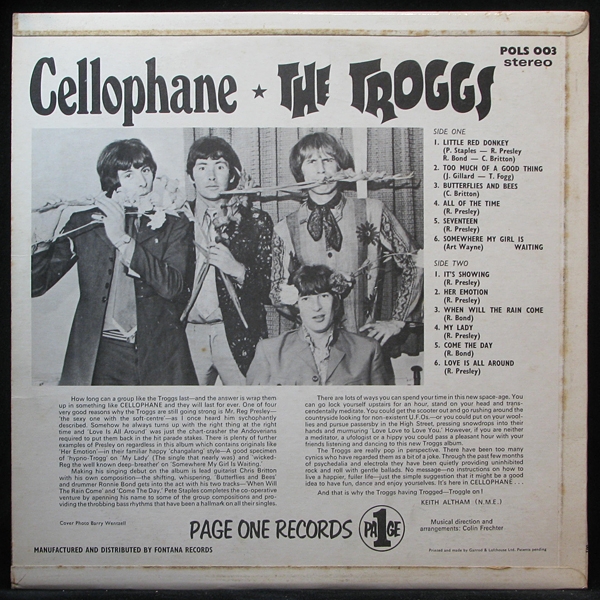 POLS 003
stereo
Cellophane ★ THE TROGGS
SIDE ONE
1. LITTLE RED DONKEY
(P. Staples — R. Presley
R. Bond — C. Britton)
2. TOO MUCH OF A GOOD THING
(J. Gillard — T. Fogg)
3. BUTTERFLIES AND BEES
(C. Britton)
4. ALL OF THE TIME
(R. Presley)
5. SEVENTEEN
(R. Presley)
6. SOMEWHERE MY GIRL IS
(Art Wayne) WAITING
SIDE TWO
1. IT'S SHOWING
(R. Presley)
2. HER EMOTION
(R. Presley)
3. WHEN WILL THE RAIN COME
(R. Bond)
4. MY LADY
(R. Presley)
5. COME THE DAY
(R. Bond)
6. LOVE IS ALL AROUND
(R. Presley)
How long can a group like the Troggs last—and the answer is wrap them
up in something like CELLOPHANE and they will last for ever. One of four
very good reasons why the Troggs are still going strong is Mr. Reg Presley—
'the sexy one with the soft-centre'—as I once heard him sychophantly
described. Somehow he always turns up with the right thing at the right
time and 'Love Is All Around' was just the chart-crasher the Andoverians
required to put them back in the hit parade stakes. There is plenty of further
examples of Presley on regardless in this album which contains originals like
'Her Emotion'—in their familiar happy 'changalang' style—A good specimen
of 'hypno-Trogg' on 'My Lady' (The single that nearly was) and 'wicked-
Reg the well known deep-breather' on 'Somewhere My Girl Is Waiting.'
Making his singing debut on the album is lead guitarist Chris Britton
with his own composition—the shifting, whispering, 'Butterflies and Bees'
and drummer Ronnie Bond gets into the act with his two tracks—'When Will
The Rain Come' and 'Come The Day.' Pete Staples completes the co-operative
venture by apening his name to some of the group compositions and pro-
viding the throbbing bass rhythms that have been a hallmark on all their singles.
There are lots of ways you can spend your time in this new space-age. You
can go lock yourself upstairs for an hour, stand on your head and trans-
cendentally meditate. You could get the scooter out and go rushing around the
countryside looking for non-existent U.F. Os.—or you could put on your wool-
lies and pursue passersby in the High Street, pressing snowdrops into their
hands and murmuring 'Love Love to Love You.' However, if you are neither
a meditator, a ufologist or a hippy you could pass a pleasant hour with your
friends listening and dancing to this new Troggs album.
The Troggs are really pop in perspective. There have been too many
cynics who have regarded them as a bit of a joke. Through the past few months
of psychedalia and electrolia they have been quietly providing uninhibited
rock and roll with gentle ballads. No message—no instructions on how to
live a happier, fuller life—just the simple suggestion that it might be a good
idea to have fun, dance and enjoy yourselves. It's here in CELLOPHANE....
And that is why the Troggs having Trogged—Troggle on!
KEITH ALTHAM (N.M.E.)
Cover Photo Barry Wentzell
PAGE ONE RECORDS
PAGE
1
Musical direction and
arrangements: Colin Frechter
MANUFACTURED AND DISTRIBUTED BY FONTANA RECORDS
Printed and made by Garrod & Lofthouse Ltd. Patents pending